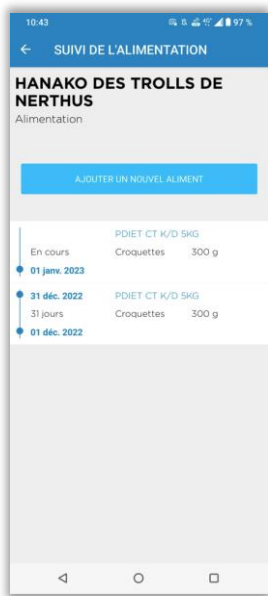 10:43
97 %
SUIVI DE L'ALIMENTATION
HANAKO DES TROLLS DE
NERTHUS
Alimentation
AJOUTER UN NOUVEL ALIMENT
PDIET CT K/D 5KG
En cours Croquettes 300 g
01 janv. 2023
31 déc. 2022 PDIET CT K/D 5KG
31 jours Croquettes 300 g
01 déc. 2022